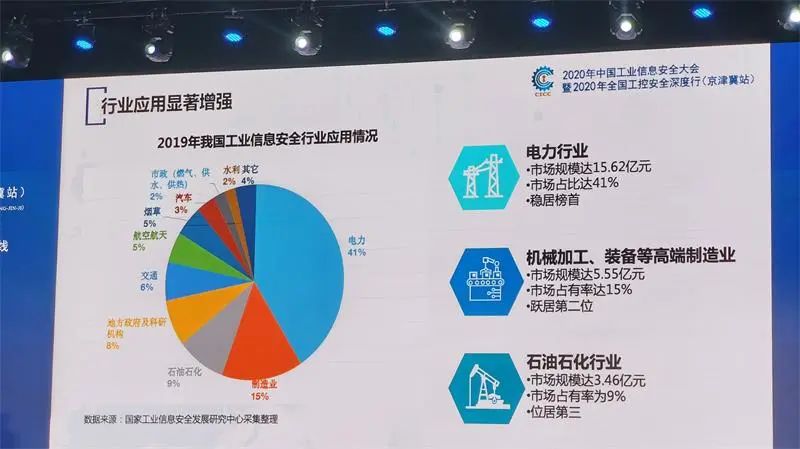 行业应用显著增强
CICC
2020年中国工业信息安全大会
暨2020年全国工控安全深度行(京津冀站)
2019年我国工业信息安全行业应用情况
市政(燃气、供
水、供热)
2%
水利
2%
其它
4%
汽车
3%
烟草
5%
航空航天
5%
交通
6%
地方政府及科研
机构
8%
石油石化
9%
制造业
15%
电力
41%
数据来源:国家工业信息安全发展研究中心采集整理
电力行业
•市场规模达15.62亿元
•市场占比达41%
•稳居榜首
机械加工、装备等高端制造业
•市场规模达5.55亿元
•市场占有率达15%
•跃居第二位
石油石化行业
•市场规模达3.46亿元
•市场占有率为9%
•位居第三
冀站)
NG-JIN-JI)
线